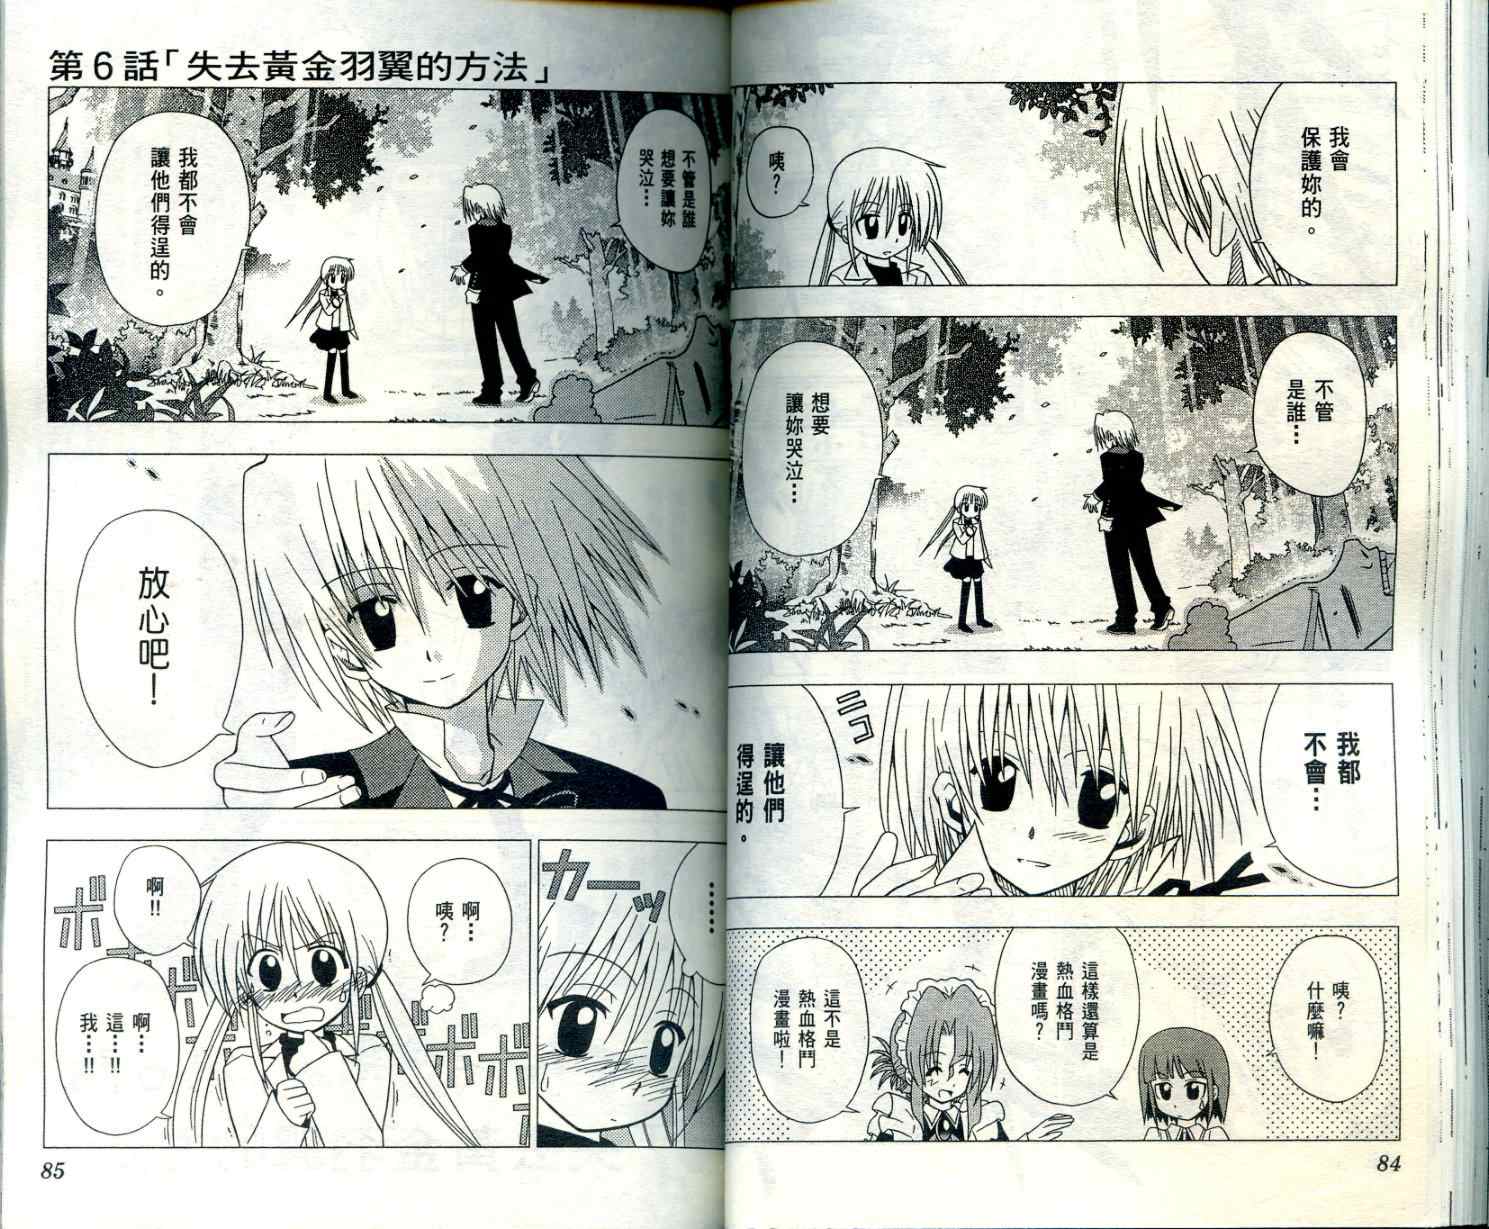 我會
保護妳的。
咦？
不管
是誰…
想要
讓妳哭泣…
我都
不會…
ニコ
讓他們
得逞的。
咦？
什麼嘛！
這樣還算是
熱血格鬥
漫畫嗎？
這不是
熱血格鬥
漫畫啦！
84
第6話「失去黃金羽翼的方法」
不管是誰
想要讓妳
哭泣…
我都不會
讓他們得逞的。
放心吧！
……
カーッ
啊…
咦？
啊!!
啊…
這…!!
我…!!
85